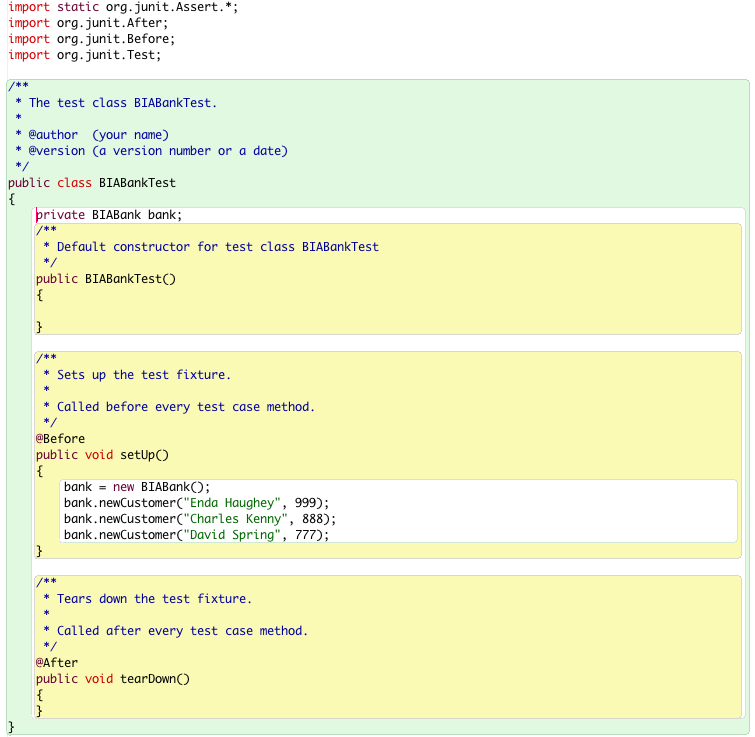 import static org.junit.Assert.*;
import org.junit.After;
import org.junit.Before;
import org.junit.Test;

/**
 * The test class BIABankTest.
 *
 * @author  (your name)
 * @version (a version number or a date)
 */
public class BIABankTest
{
    private BIABank bank;
    /**
     * Default constructor for test class BIABankTest
     */
    public BIABankTest()
    {

    }

    /**
     * Sets up the test fixture.
     *
     * Called before every test case method.
     */
    @Before
    public void setUp()
    {
        bank = new BIABank();
        bank.newCustomer("Enda Haughey", 999);
        bank.newCustomer("Charles Kenny", 888);
        bank.newCustomer("David Spring", 777);
    }

    /**
     * Tears down the test fixture.
     *
     * Called after every test case method.
     */
    @After
    public void tearDown()
    {
    }
}